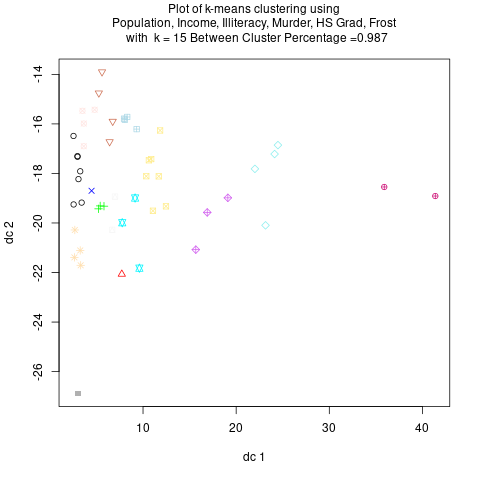 Plot of k-means clustering using
Population, Income, Illiteracy, Murder, HS Grad, Frost
with k = 15 Between Cluster Percentage =0.987
dc 2
-14
-16
-18
-20
-22
-24
-26
10
20
30
40
dc 1